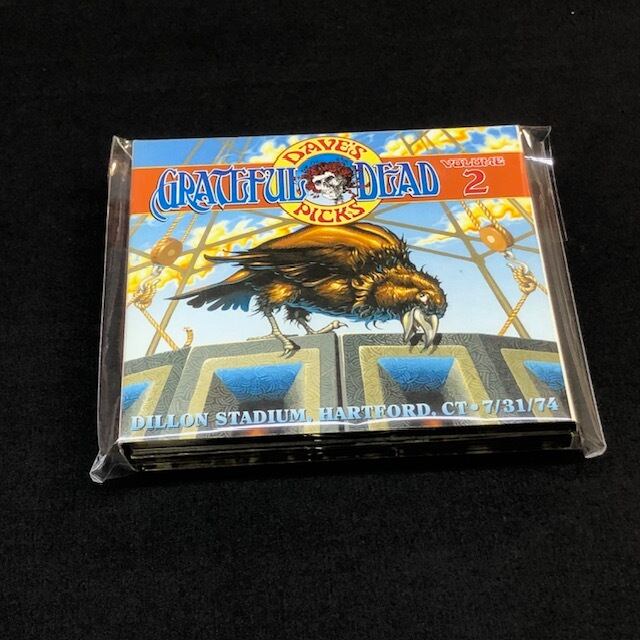 DAVE'S
GRATEFUL DEAD
PICKS
VOLUME
2
DILLON STADIUM, HARTFORD, CT • 7/31/74